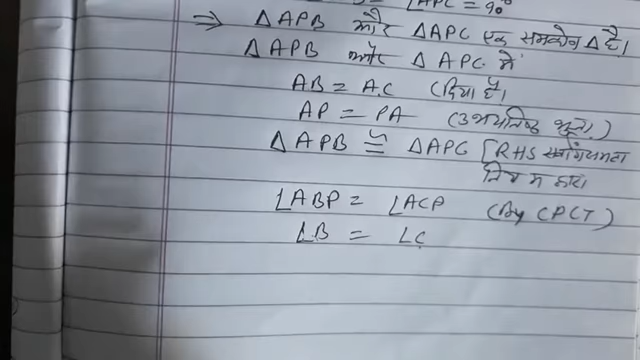 ∠APC = 90°
⇒ ΔAPB और ΔAPC एक समकोण Δ है।
ΔAPB और ΔAPC में
AB = AC (दिया है।
AP = PA (उभयनिष्ठ भुजा)
ΔAPB ≅ ΔAPC [RHS सर्वांगसमता
नियम द्वारा
∠ABP = ∠ACP (By CPCT)
∠B = ∠C